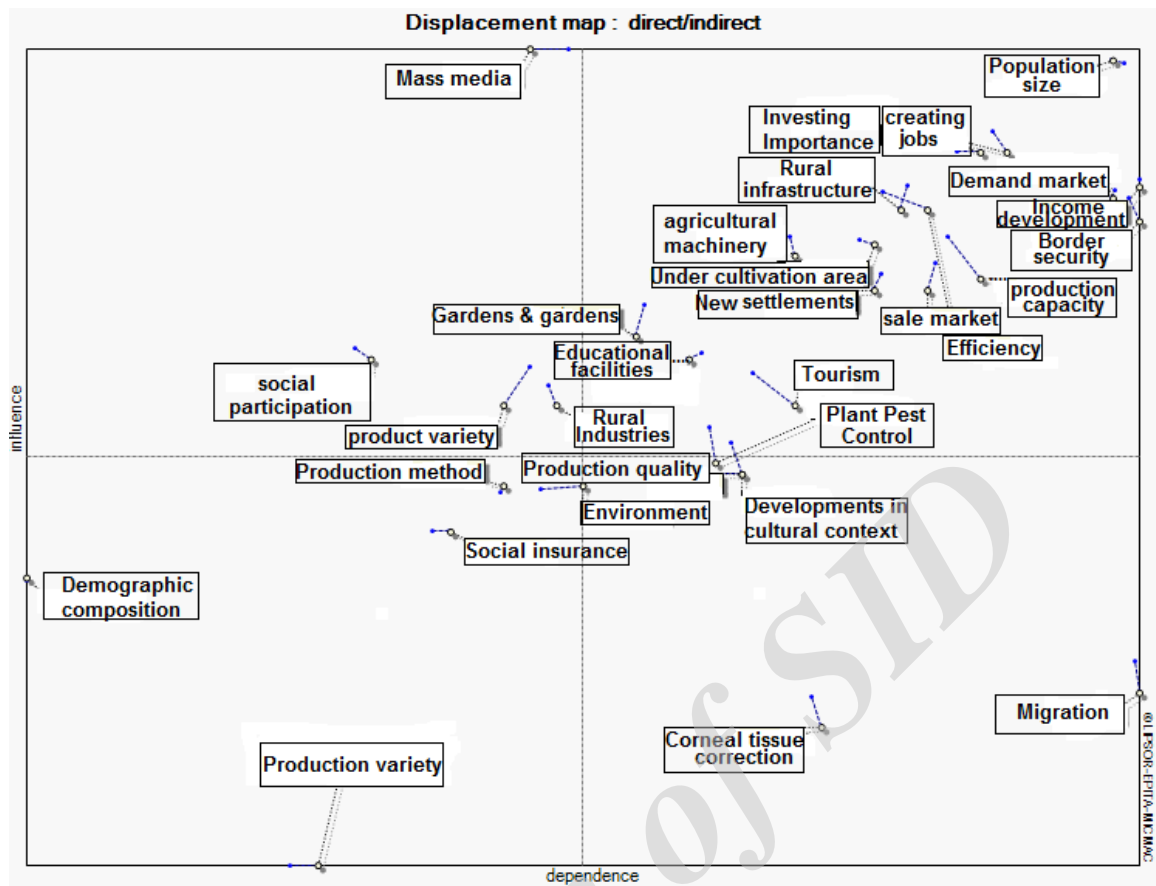 Displacement map : direct/indirect
Mass media
Population
size
Investing
Importance
creating
jobs
Rural
infrastructure
Demand market
Income
development
agricultural
machinery
Border
security
Under cultivation area
New settlements
production
capacity
Gardens & gardens
sale market
Efficiency
Educational
facilities
social
participation
Tourism
product variety
Rural
Industries
Plant Pest
Control
influence
Production method
Production quality
Environment
Developments in
cultural context
Social insurance
Demographic
composition
Migration
Corneal tissue
correction
Production variety
dependence
© LIPSOR-EPITA-MICMAC
of SID